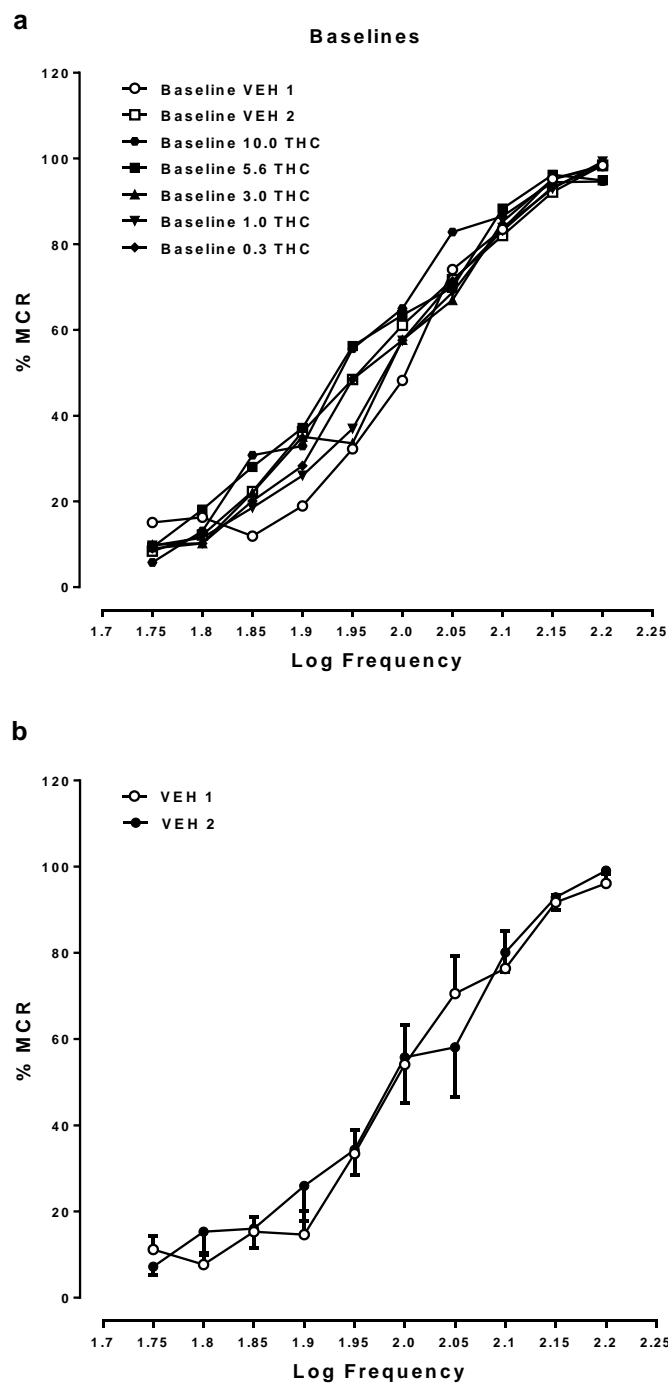 a
Baselines
120
100
80
60
40
20
0
% MCR
Baseline VEH 1
Baseline VEH 2
Baseline 10.0 THC
Baseline 5.6 THC
Baseline 3.0 THC
Baseline 1.0 THC
Baseline 0.3 THC
1.7 1.75 1.8 1.85 1.9 1.95 2.0 2.05 2.1 2.15 2.2 2.25
Log Frequency
b
120
100
80
60
40
20
0
% MCR
VEH 1
VEH 2
1.7 1.75 1.8 1.85 1.9 1.95 2.0 2.05 2.1 2.15 2.2 2.25
Log Frequency